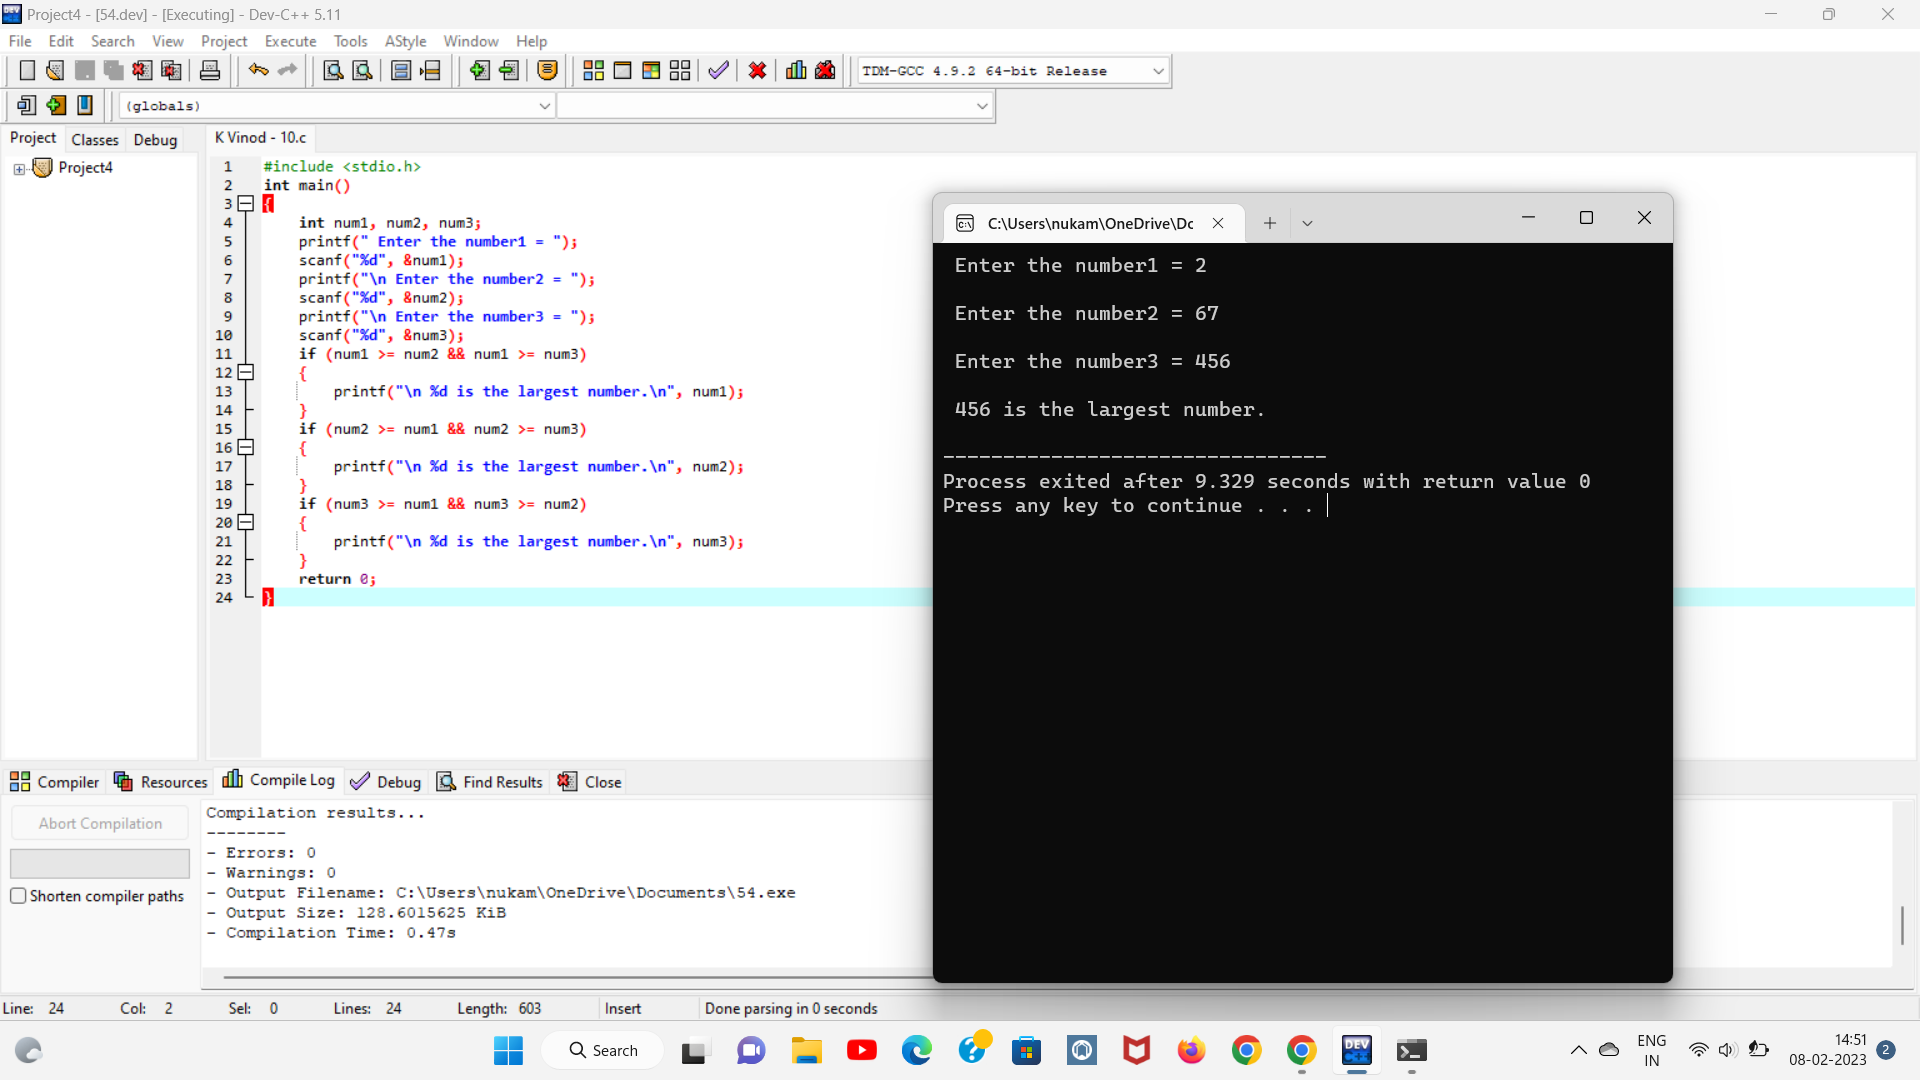 Project4 - [54.dev] - [Executing] - Dev-C++ 5.11
File Edit Search View Project Execute Tools AStyle Window Help
TDM-GCC 4.9.2 64-bit Release
(globals)
Project Classes Debug
K Vinod - 10.c
Project4
1 #include <stdio.h>
2 int main()
3 {
4 int num1, num2, num3;
5 printf(" Enter the number1 = ");
6 scanf("%d", &num1);
7 printf("\n Enter the number2 = ");
8 scanf("%d", &num2);
9 printf("\n Enter the number3 = ");
10 scanf("%d", &num3);
11 if (num1 >= num2 && num1 >= num3)
12 {
13 printf("\n %d is the largest number.\n", num1);
14 }
15 if (num2 >= num1 && num2 >= num3)
16 {
17 printf("\n %d is the largest number.\n", num2);
18 }
19 if (num3 >= num1 && num3 >= num2)
20 {
21 printf("\n %d is the largest number.\n", num3);
22 }
23 return 0;
24 }
C:\Users\nukam\OneDrive\Dc
Enter the number1 = 2
Enter the number2 = 67
Enter the number3 = 456
456 is the largest number.
--------------------------------
Process exited after 9.329 seconds with return value 0
Press any key to continue . . .
Compiler Resources Compile Log Debug Find Results Close
Abort Compilation
Shorten compiler paths
Compilation results...
--------
- Errors: 0
- Warnings: 0
- Output Filename: C:\Users\nukam\OneDrive\Documents\54.exe
- Output Size: 128.6015625 KiB
- Compilation Time: 0.47s
Line: 24 Col: 2 Sel: 0 Lines: 24 Length: 603 Insert Done parsing in 0 seconds
Search
DEV
C++
ENG
IN
14:51
08-02-2023
2